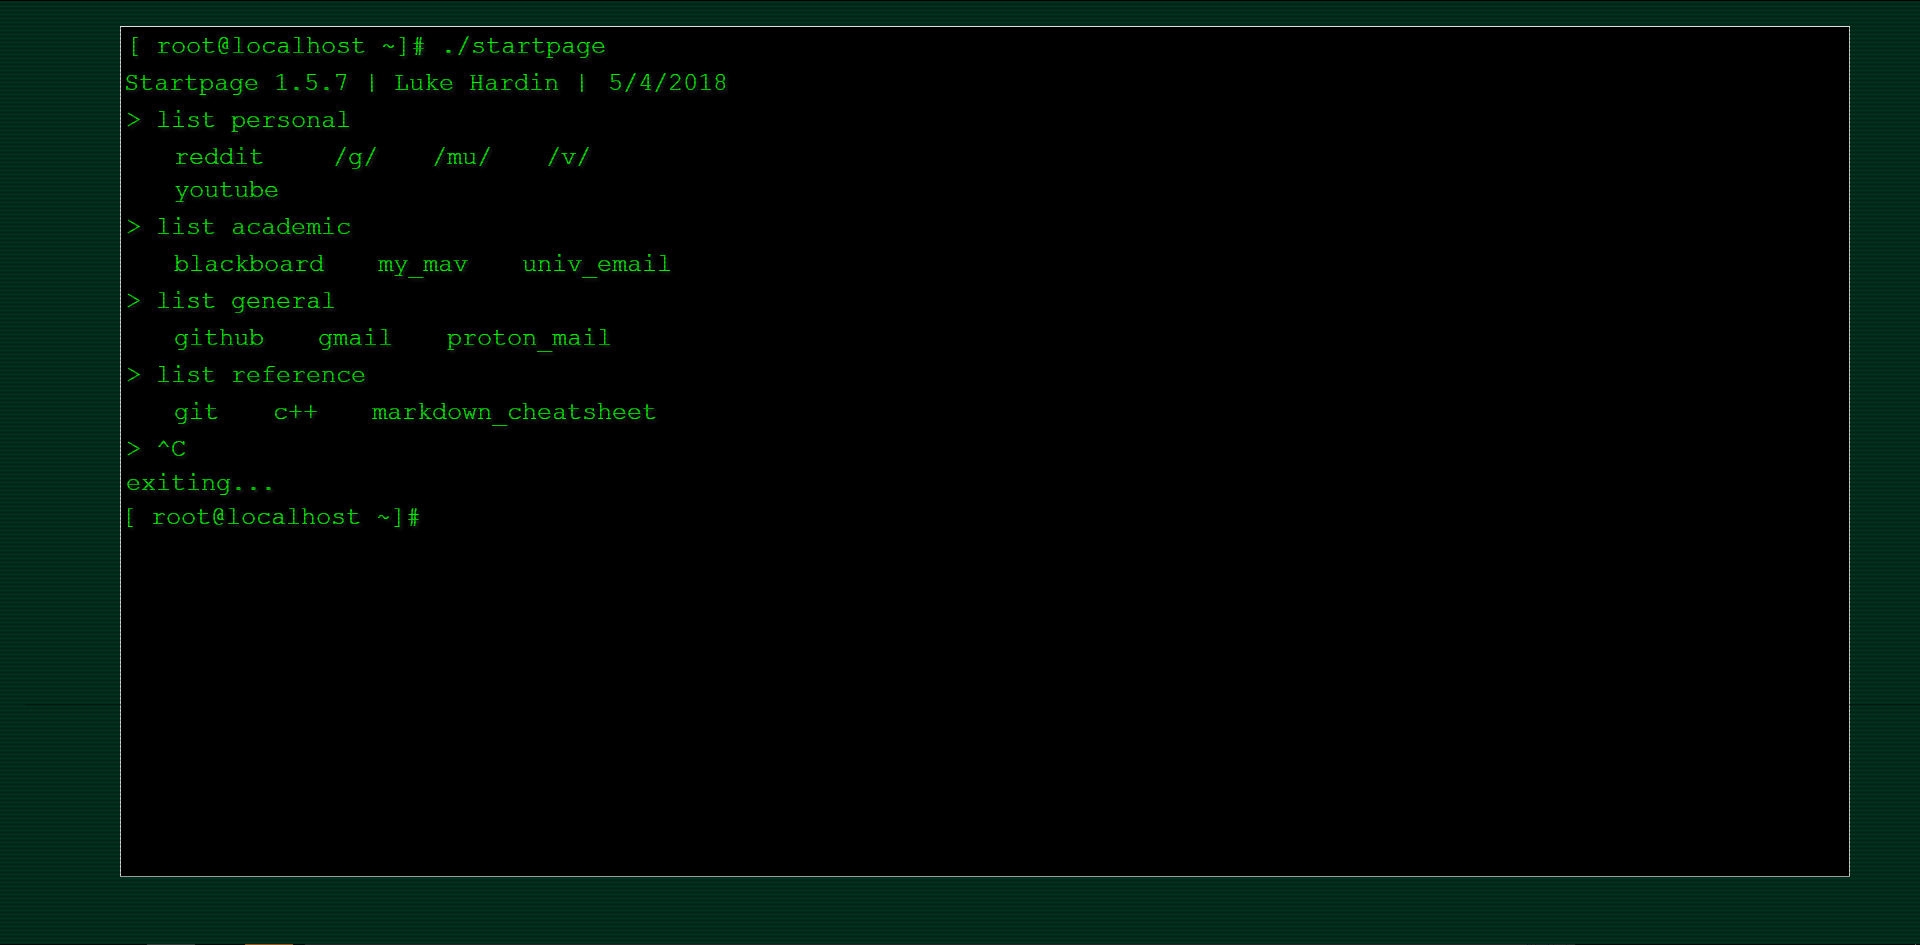 [ root@localhost ~]# ./startpage
Startpage 1.5.7 | Luke Hardin | 5/4/2018
> list personal
reddit /g/ /mu/ /v/
youtube
> list academic
blackboard my_mav univ_email
> list general
github gmail proton_mail
> list reference
git c++ markdown_cheatsheet
> ^C
exiting...
[ root@localhost ~]#